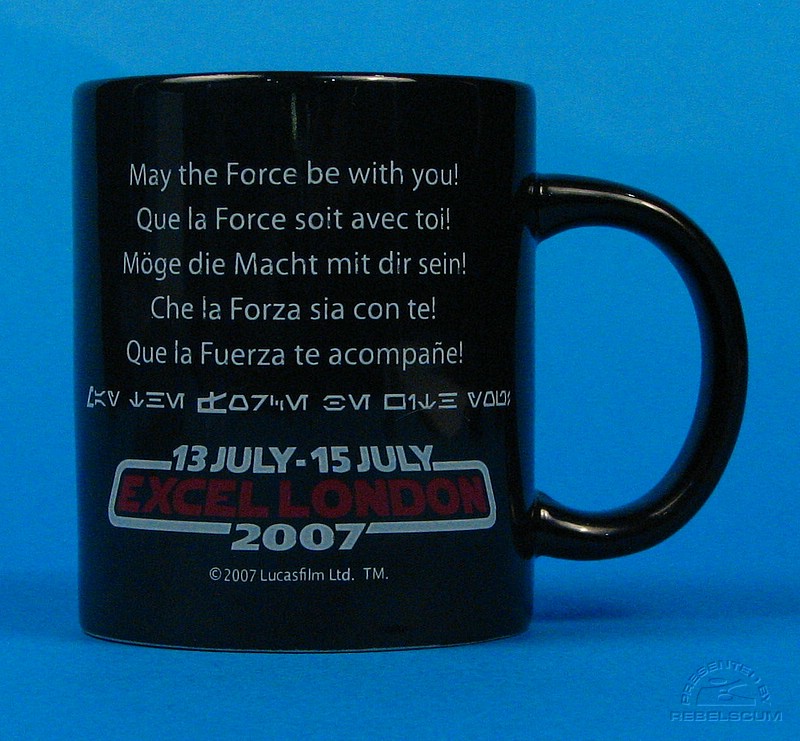 May the Force be with you!
Que la Force soit avec toi!
Möge die Macht mit dir sein!
Che la Forza sia con te!
Que la Fuerza te acompañe!
13 JULY - 15 JULY
EXCEL LONDON
2007
©2007 Lucasfilm Ltd. TM.
PRESENTED BY
REBELSCUM